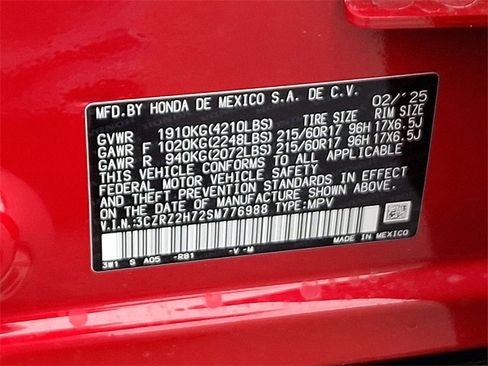 MFD.BY HONDA DE MEXICO S.A. DE C.V. 02/'25
GVWR 1910KG(4210LBS) TIRE SIZE RIM SIZE
GAWR F 1020KG(2248LBS) 215/60R17 96H 17X6.5J
GAWR R 940KG(2072LBS) 215/60R17 96H 17X6.5J
THIS VEHICLE CONFORMS TO ALL APPLICABLE
FEDERAL MOTOR VEHICLE SAFETY
AND THEFT PREVENTION STANDARDS IN EFFECT
ON THE DATE OF MANUFACTURE SHOWN ABOVE.
V.I.N.:3CZRZ2H72SM776988 TYPE:MPV
3W1 S A05 -R81 -V -M MADE IN MEXICO